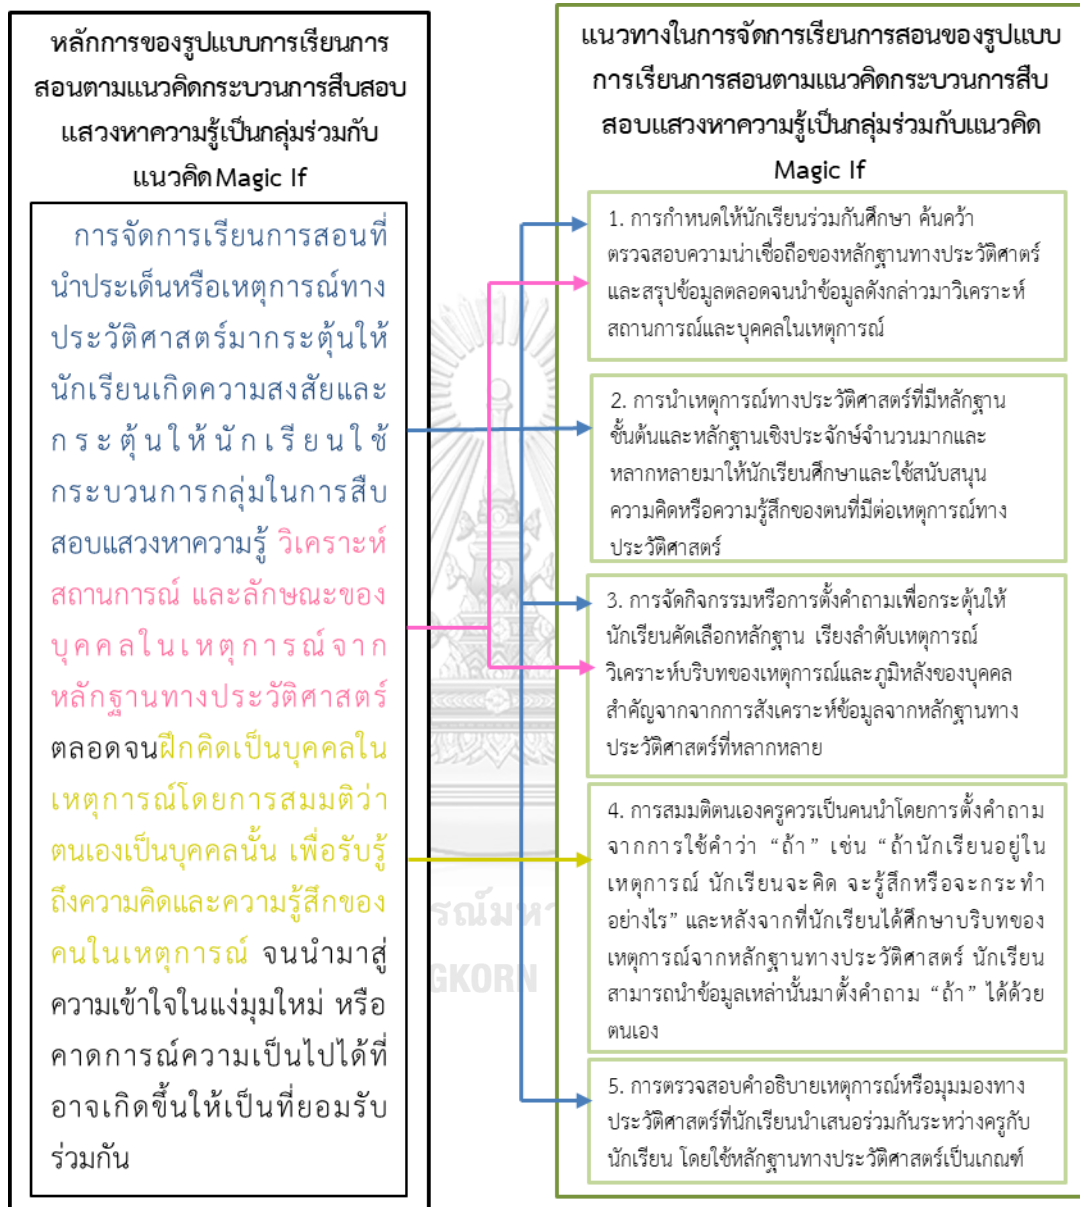 หลักการของรูปแบบการเรียนการ
สอนตามแนวคิดกระบวนการสืบสอบ
แสวงหาความรู้เป็นกลุ่มร่วมกับ
แนวคิด Magic If
การจัดการเรียนการสอนที่
นำประเด็นหรือเหตุการณ์ทาง
ประวัติศาสตร์มากระตุ้นให้
นักเรียนเกิดความสงสัยและ
กระตุ้นให้นักเรียนใช้
กระบวนการกลุ่มในการสืบ
สอบแสวงหาความรู้ วิเคราะห์
สถานการณ์ และลักษณะของ
บุคคลในเหตุการณ์จาก
หลักฐานทางประวัติศาสตร์
ตลอดจนฝึกคิดเป็นบุคคลใน
เหตุการณ์โดยการสมมติว่า
ตนเองเป็นบุคคลนั้น เพื่อรับรู้
ถึงความคิดและความรู้สึกของ
คนในเหตุการณ์ จนนำมาสู่
ความเข้าใจในแง่มุมใหม่ หรือ
คาดการณ์ความเป็นไปได้ที่
อาจเกิดขึ้นให้เป็นที่ยอมรับ
ร่วมกัน
แนวทางในการจัดการเรียนการสอนของรูปแบบ
การเรียนการสอนตามแนวคิดกระบวนการสืบ
สอบแสวงหาความรู้เป็นกลุ่มร่วมกับแนวคิด
Magic If
1. การกำหนดให้นักเรียนร่วมกันศึกษา ค้นคว้า
ตรวจสอบความน่าเชื่อถือของหลักฐานทางประวัติศาตร์
และสรุปข้อมูลตลอดจนนำข้อมูลดังกล่าวมาวิเคราะห์
สถานการณ์และบุคคลในเหตุการณ์
2. การนำเหตุการณ์ทางประวัติศาสตร์ที่มีหลักฐาน
ชั้นต้นและหลักฐานเชิงประจักษ์จำนวนมากและ
หลากหลายมาให้นักเรียนศึกษาและใช้สนับสนุน
ความคิดหรือความรู้สึกของตนที่มีต่อเหตุการณ์ทาง
ประวัติศาสตร์
3. การจัดกิจกรรมหรือการตั้งคำถามเพื่อกระตุ้นให้
นักเรียนคัดเลือกหลักฐาน เรียงลำดับเหตุการณ์
วิเคราะห์บริบทของเหตุการณ์และภูมิหลังของบุคคล
สำคัญจากจากการสังเคราะห์ข้อมูลจากหลักฐานทาง
ประวัติศาสตร์ที่หลากหลาย
4. การสมมติตนเองครูควรเป็นคนนำโดยการตั้งคำถาม
จากการใช้คำว่า “ถ้า” เช่น “ถ้านักเรียนอยู่ใน
เหตุการณ์ นักเรียนจะคิด จะรู้สึกหรือจะกระทำ
อย่างไร” และหลังจากที่นักเรียนได้ศึกษาบริบทของ
เหตุการณ์จากหลักฐานทางประวัติศาสตร์ นักเรียน
สามารถนำข้อมูลเหล่านั้นมาตั้งคำถาม “ถ้า” ได้ด้วย
ตนเอง
5. การตรวจสอบคำอธิบายเหตุการณ์หรือมุมมองทาง
ประวัติศาสตร์ที่นักเรียนนำเสนอร่วมกันระหว่างครูกับ
นักเรียน โดยใช้หลักฐานทางประวัติศาสตร์เป็นเกณฑ์
รณ์มหา
GKORN